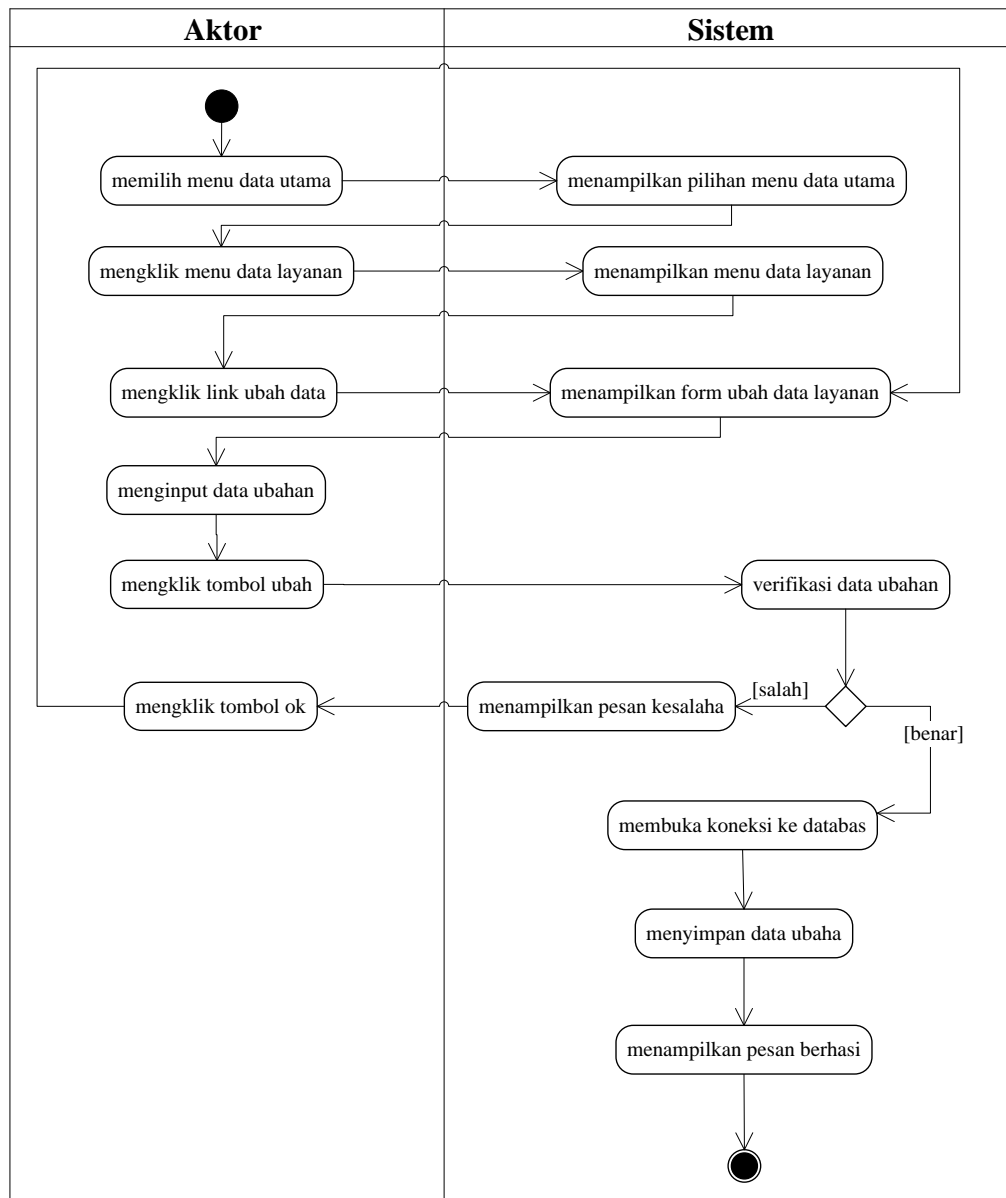 Aktor
Sistem
memilih menu data utama
menampilkan pilihan menu data utama
mengklik menu data layanan
menampilkan menu data layanan
mengklik link ubah data
menampilkan form ubah data layanan
menginput data ubahan
mengklik tombol ubah
verifikasi data ubahan
[salah]
mengklik tombol ok
menampilkan pesan kesalaha
[benar]
membuka koneksi ke databas
menyimpan data ubaha
menampilkan pesan berhasi